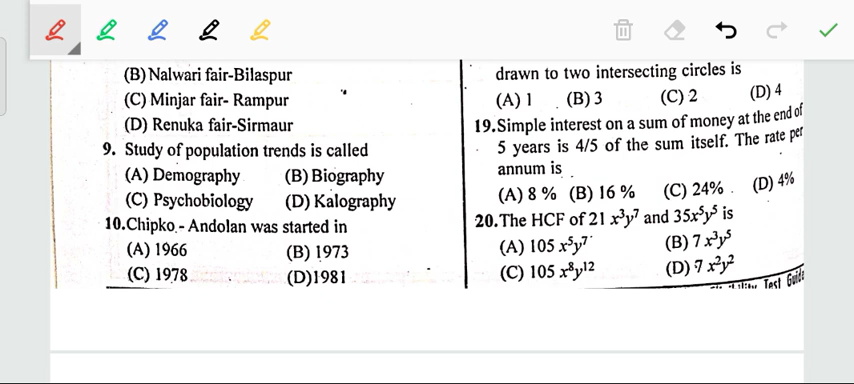 (B) Nalwari fair-Bilaspur
(C) Minjar fair- Rampur
(D) Renuka fair-Sirmaur
9. Study of population trends is called
(A) Demography (B) Biography
(C) Psychobiology (D) Kalography
10.Chipko - Andolan was started in
(A) 1966 (B) 1973
(C) 1978 (D)1981
drawn to two intersecting circles is
(A) 1 (B) 3 (C) 2 (D) 4
19.Simple interest on a sum of money at the end of
5 years is 4/5 of the sum itself. The rate per
annum is
(A) 8 % (B) 16 % (C) 24% (D) 4%
20.The HCF of 21 x³y⁷ and 35x⁵y⁵ is
(A) 105 x⁵y⁷ (B) 7 x³y⁵
(C) 105 x⁸y¹² (D) 7 x²y²
Test Guide